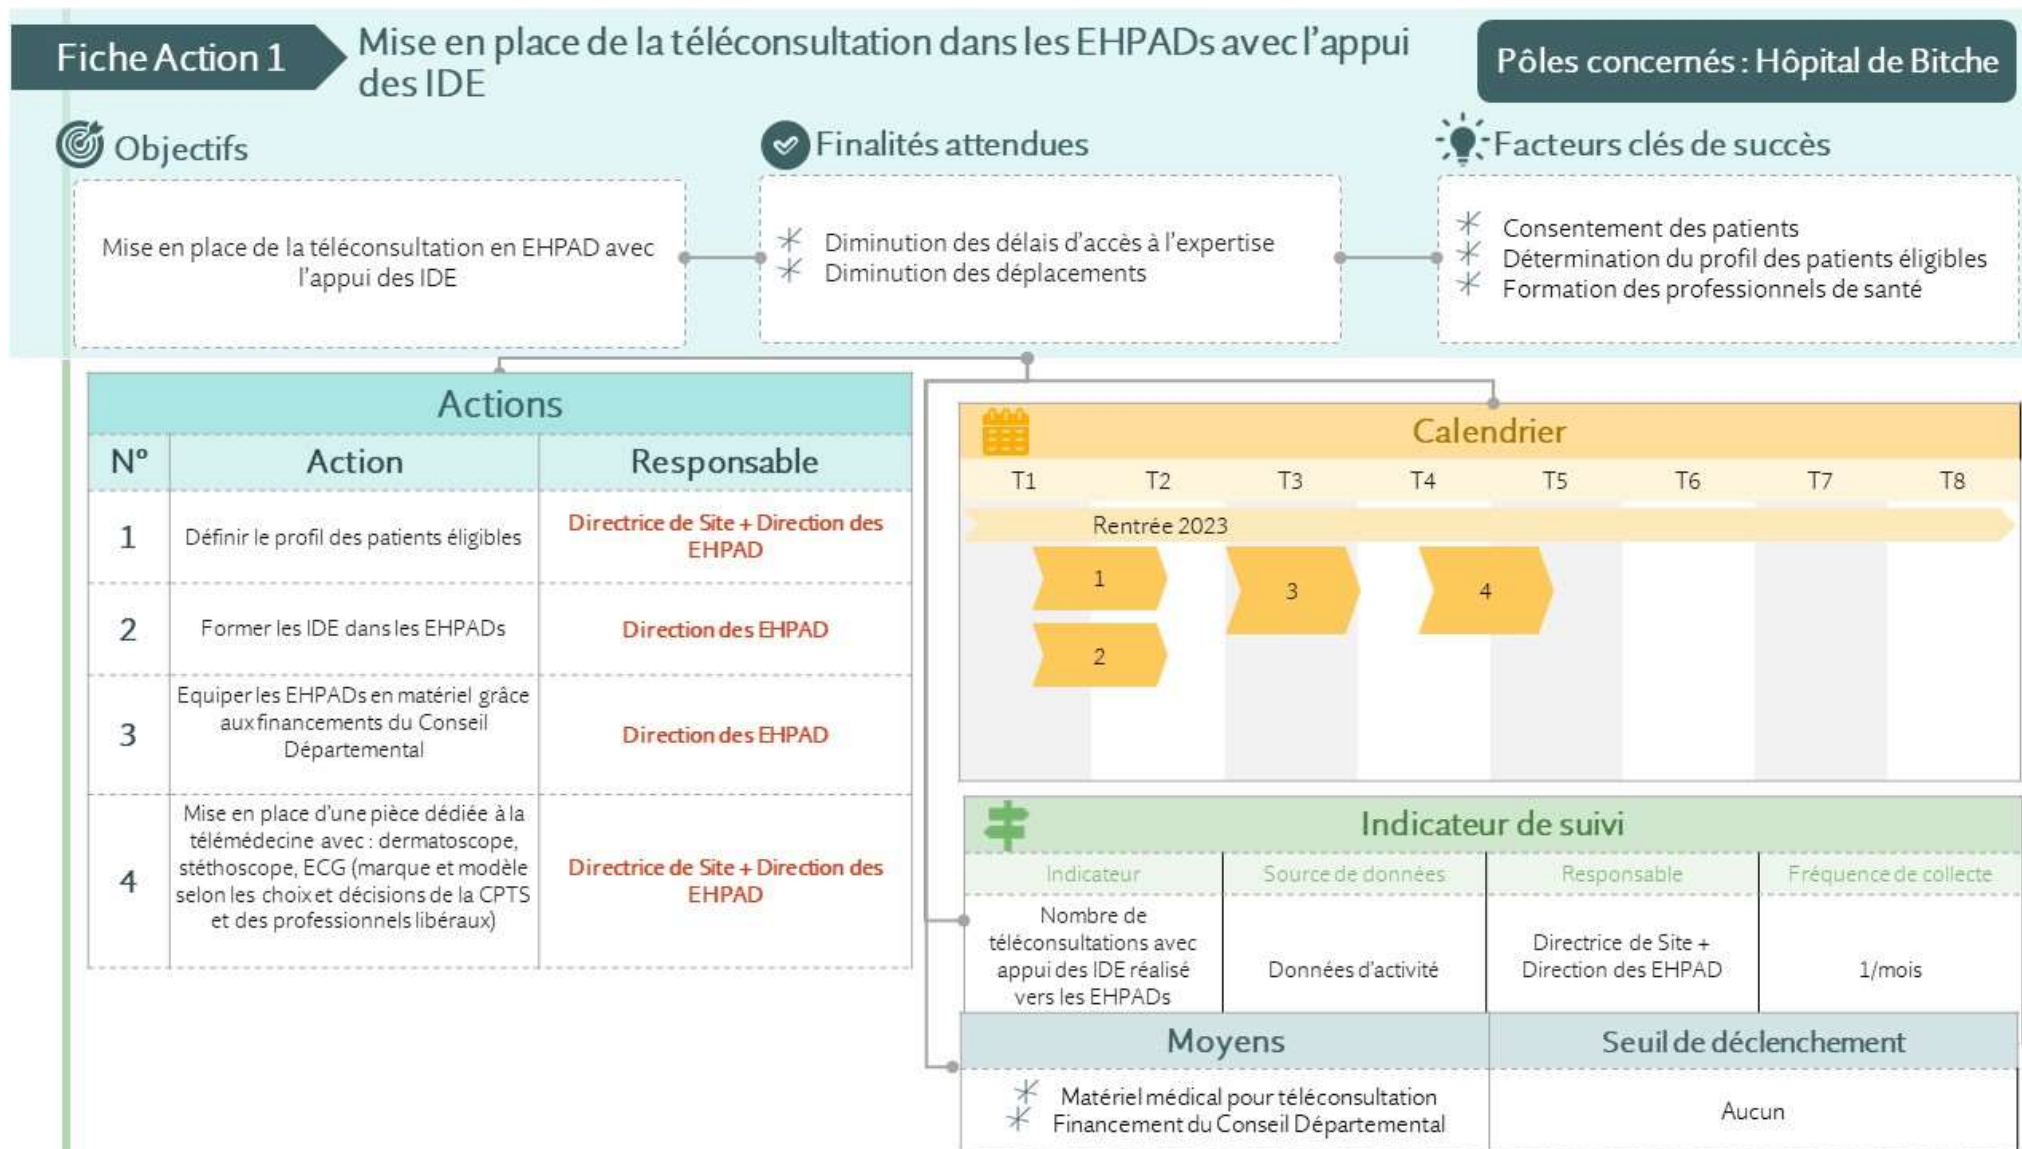 Fiche Action 1
Mise en place de la téléconsultation dans les EHPADs avec l'appui
des IDE
Pôles concernés : Hôpital de Bitche
Objectifs
Mise en place de la téléconsultation en EHPAD avec
l'appui des IDE
Finalités attendues
Diminution des délais d'accès à l'expertise
Diminution des déplacements
Facteurs clés de succès
Consentement des patients
Détermination du profil des patients éligibles
Formation des professionnels de santé
Actions
N° Action Responsable
1
Définir le profil des patients éligibles
Directrice de Site + Direction des
EHPAD
2
Former les IDE dans les EHPADs
Direction des EHPAD
3
Equiper les EHPADs en matériel grâce
aux financements du Conseil
Départemental
Direction des EHPAD
4
Mise en place d'une pièce dédiée à la
télémédecine avec : dermatoscope,
stéthoscope, ECG (marque et modèle
selon les choix et décisions de la CPTS
et des professionnels libéraux)
Directrice de Site + Direction des
EHPAD
Calendrier
T1 T2 T3 T4 T5 T6 T7 T8
Rentrée 2023
1
3
4
2
Indicateur de suivi
Indicateur Source de données Responsable Fréquence de collecte
Nombre de
téléconsultations avec
appui des IDE réalisé
vers les EHPADs
Données d'activité
Directrice de Site +
Direction des EHPAD
1/mois
Moyens
Matériel médical pour téléconsultation
Financement du Conseil Départemental
Seuil de déclenchement
Aucun